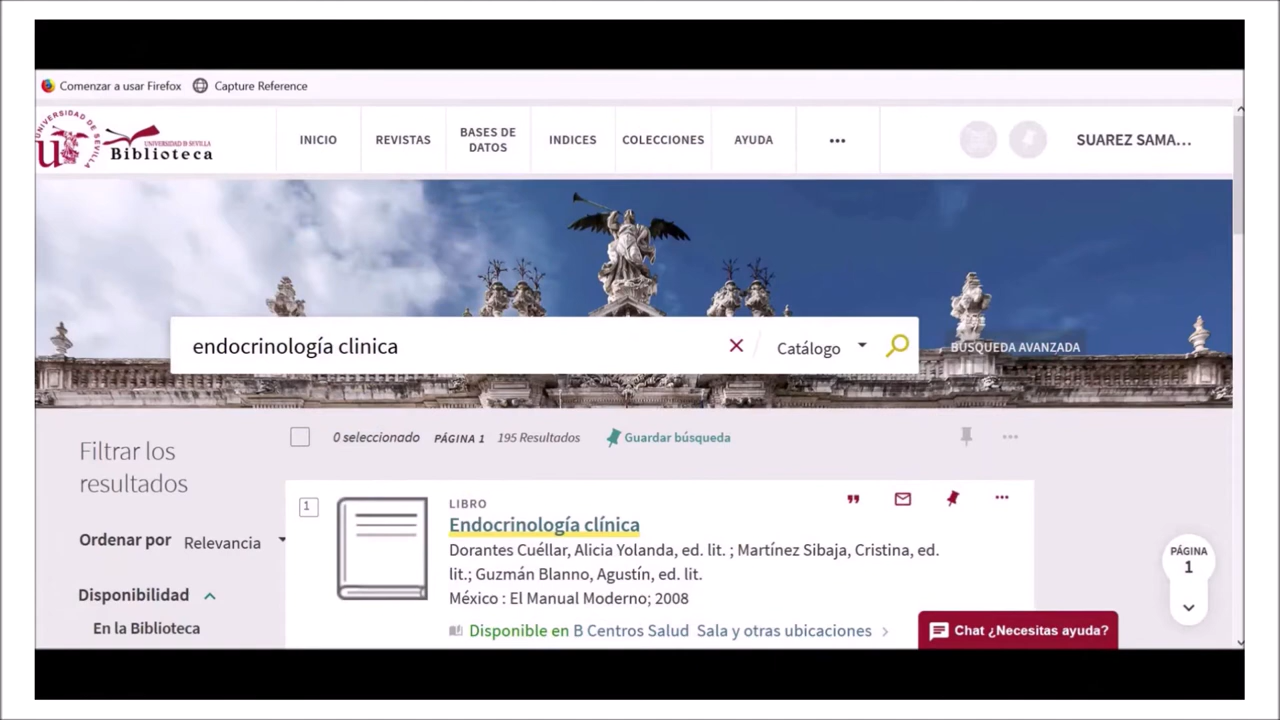 Comenzar a usar Firefox Capture Reference
UNIVERSIDAD DE SEVILLA
UNIVERSIDAD DE SEVILLA
Biblioteca
INICIO
REVISTAS
BASES DE
DATOS
INDICES
COLECCIONES
AYUDA
...
SUAREZ SAMA...
endocrinología clinica
Catálogo
BÚSQUEDA AVANZADA
Filtrar los
resultados
0 seleccionado PÁGINA 1 195 Resultados Guardar búsqueda
Ordenar por Relevancia
Disponibilidad
En la Biblioteca
1
LIBRO
Endocrinología clínica
Dorantes Cuéllar, Alicia Yolanda, ed. lit. ; Martínez Sibaja, Cristina, ed.
lit.; Guzmán Blanno, Agustín, ed. lit.
México : El Manual Moderno; 2008
Disponible en B Centros Salud Sala y otras ubicaciones
PÁGINA
1
Chat ¿Necesitas ayuda?